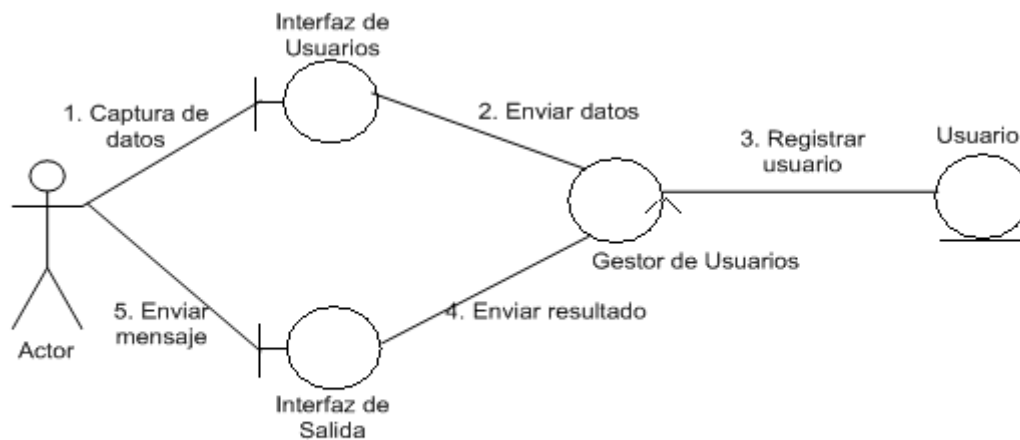 Interfaz de
Usuarios
1. Captura de
datos
2. Enviar datos
3. Registrar
usuario
Usuario
Gestor de Usuarios
5. Enviar
mensaje
4. Enviar resultado
Actor
Interfaz de
Salida